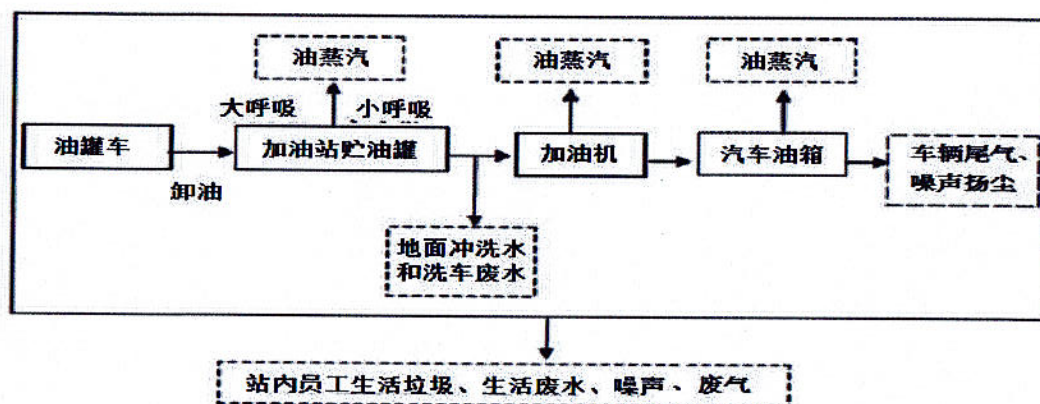 油蒸汽
油蒸汽
油蒸汽
大呼吸
小呼吸
油罐车
加油站贮油罐
加油机
汽车油箱
车辆尾气、
噪声扬尘
卸油
地面冲洗水
和洗车废水
站内员工生活垃圾、生活废水、噪声、废气